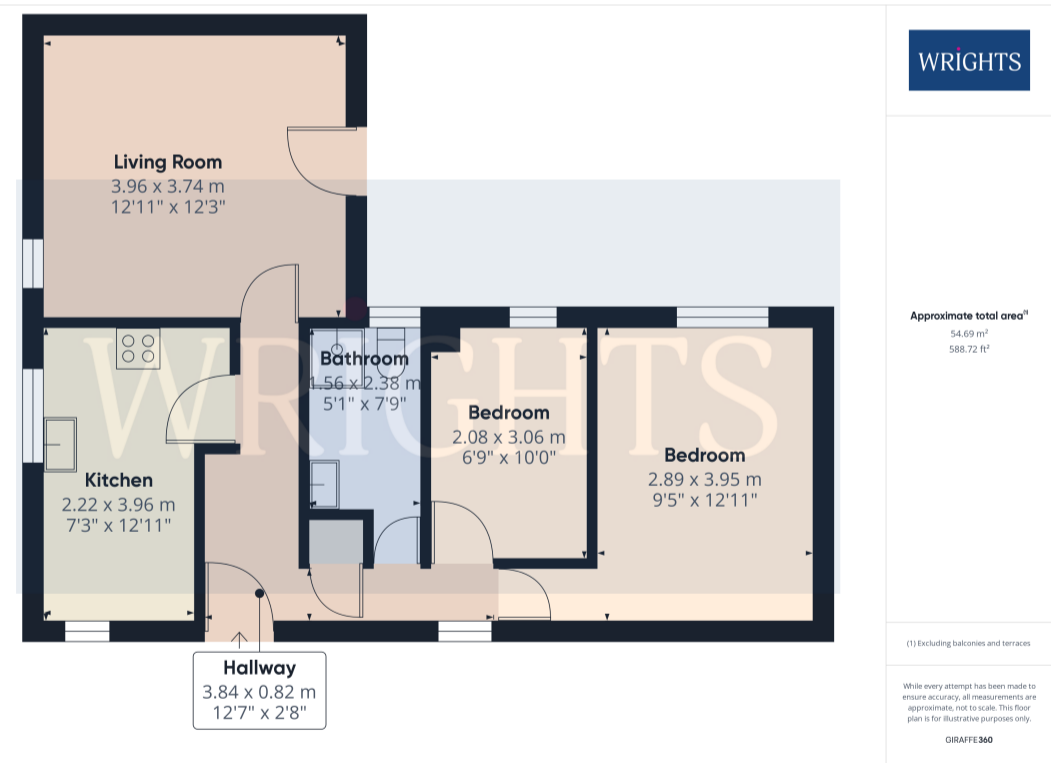 Living Room
3.96 x 3.74 m
12'11" x 12'3"
WRIGHTS
Bathroom
1.56 x 2.38 m
5'1" x 7'9"
Bedroom
2.08 x 3.06 m
6'9" x 10'0"
Bedroom
2.89 x 3.95 m
9'5" x 12'11"
Kitchen
2.22 x 3.96 m
7'3" x 12'11"
Hallway
3.84 x 0.82 m
12'7" x 2'8"
WRIGHTS
Approximate total area⁽¹⁾
54.69 m²
588.72 ft²
(1) Excluding balconies and terraces
While every attempt has been made to
ensure accuracy, all measurements are
approximate, not to scale. This floor
plan is for illustrative purposes only.
GIRAFFE360